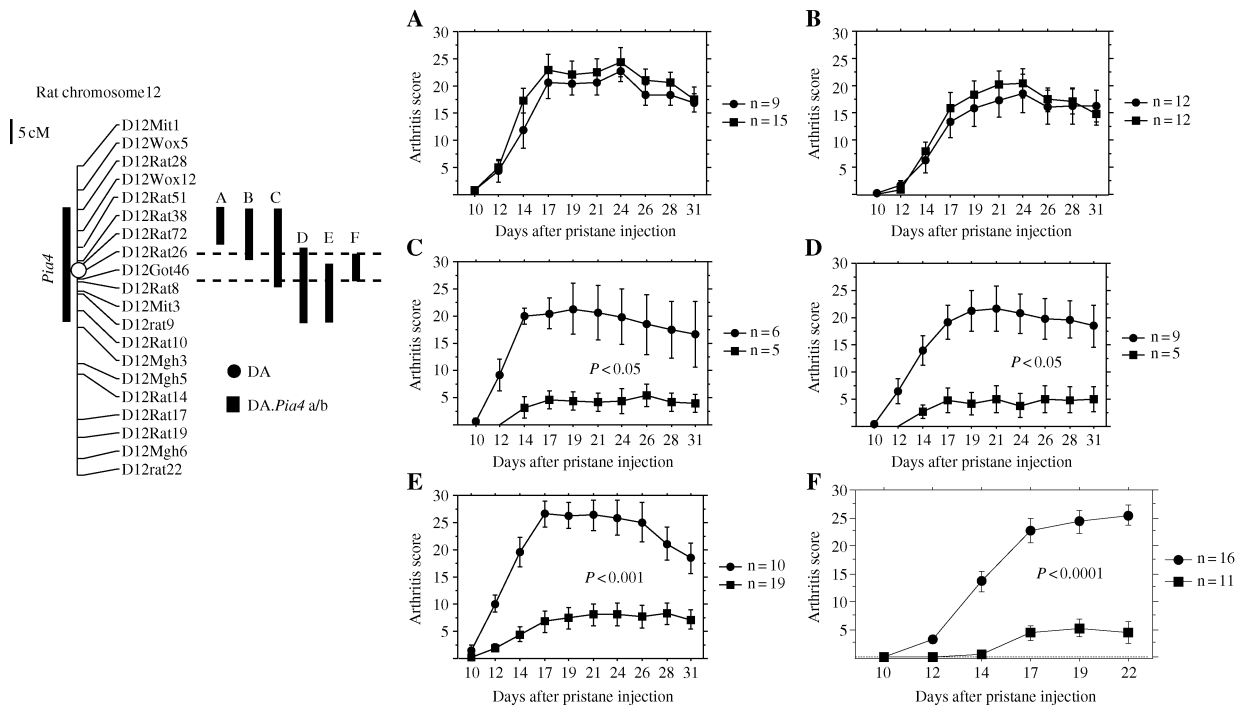 Rat chromosome12
5 cM
D12Mit1
D12Wox5
D12Rat28
D12Wox12
D12Rat51
D12Rat38
D12Rat72
D12Rat26
D12Got46
D12Rat8
D12Mit3
D12rat9
D12Rat10
D12Mgh3
D12Mgh5
D12Rat14
D12Rat17
D12Rat19
D12Mgh6
D12rat22
Pia4
A B C
D E F
DA
DA.Pia4 a/b
A
Arthritis score
30
25
20
15
10
5
10 12 14 17 19 21 24 26 28 31
Days after pristane injection
n=9
n=15
B
Arthritis score
30
25
20
15
10
5
10 12 14 17 19 21 24 26 28 31
Days after pristane injection
n=12
n=12
C
Arthritis score
30
25
20
15
10
5
P<0.05
10 12 14 17 19 21 24 26 28 31
Days after pristane injection
n=6
n=5
D
Arthritis score
30
25
20
15
10
5
P<0.05
10 12 14 17 19 21 24 26 28 31
Days after pristane injection
n=9
n=5
E
Arthritis score
30
25
20
15
10
5
P<0.001
10 12 14 17 19 21 24 26 28 31
Days after pristane injection
n=10
n=19
F
Arthritis score
30
25
20
15
10
5
P<0.0001
10 12 14 17 19 22
Days after pristane injection
n=16
n=11